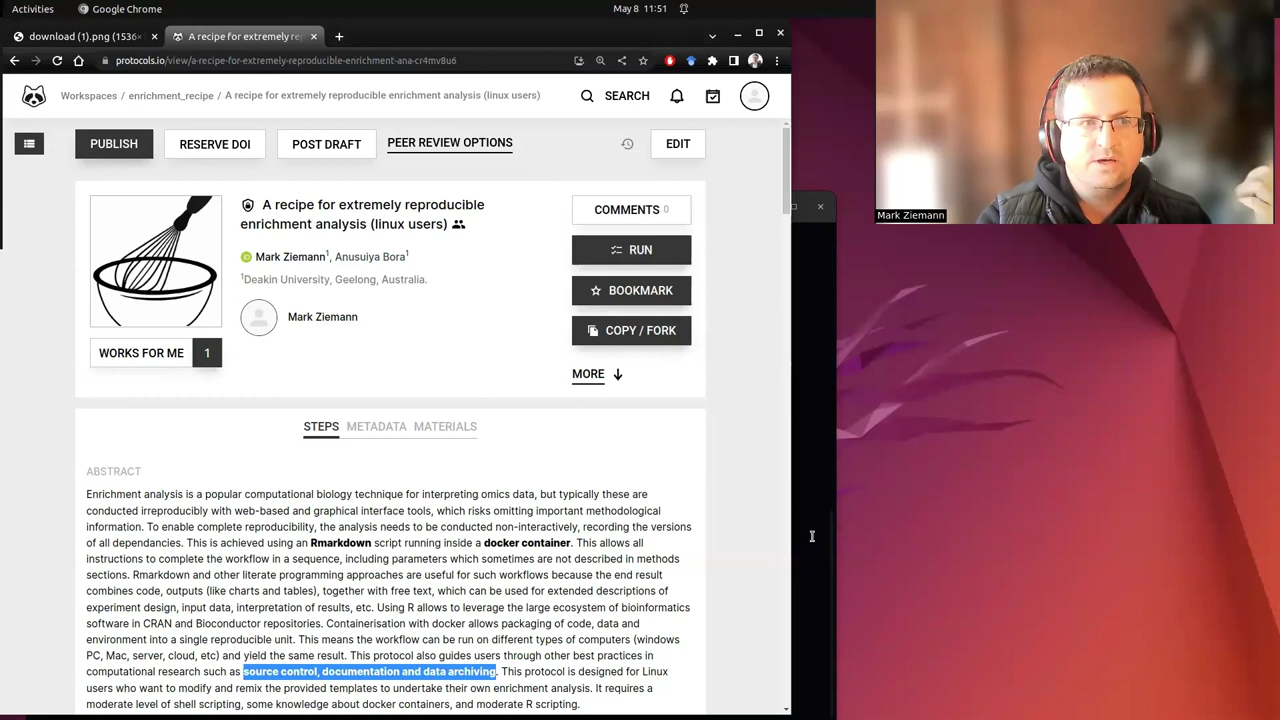 Activities
Google Chrome
May 8 11:51
download (1).png (1536×
A recipe for extremely rep
protocols.io/view/a-recipe-for-extremely-reproducible-enrichment-ana-cr4mv8u6
Workspaces / enrichment_recipe / A recipe for extremely reproducible enrichment analysis (linux users)
SEARCH
PUBLISH
RESERVE DOI
POST DRAFT
PEER REVIEW OPTIONS
EDIT
A recipe for extremely reproducible
enrichment analysis (linux users)
Mark Ziemann1, Anusuiya Bora1
1Deakin University, Geelong, Australia.
Mark Ziemann
WORKS FOR ME 1
COMMENTS 0
RUN
BOOKMARK
COPY / FORK
MORE
STEPS METADATA MATERIALS
ABSTRACT
Enrichment analysis is a popular computational biology technique for interpreting omics data, but typically these are
conducted irreproducibly with web-based and graphical interface tools, which risks omitting important methodological
information. To enable complete reproducibility, the analysis needs to be conducted non-interactively, recording the versions
of all dependancies. This is achieved using an Rmarkdown script running inside a docker container. This allows all
instructions to complete the workflow in a sequence, including parameters which sometimes are not described in methods
sections. Rmarkdown and other literate programming approaches are useful for such workflows because the end result
combines code, outputs (like charts and tables), together with free text, which can be used for extended descriptions of
experiment design, input data, interpretation of results, etc. Using R allows to leverage the large ecosystem of bioinformatics
software in CRAN and Bioconductor repositories. Containerisation with docker allows packaging of code, data and
environment into a single reproducible unit. This means the workflow can be run on different types of computers (windows
PC, Mac, server, cloud, etc) and yield the same result. This protocol also guides users through other best practices in
computational research such as source control, documentation and data archiving. This protocol is designed for Linux
users who want to modify and remix the provided templates to undertake their own enrichment analysis. It requires a
moderate level of shell scripting, some knowledge about docker containers, and moderate R scripting.
Mark Ziemann